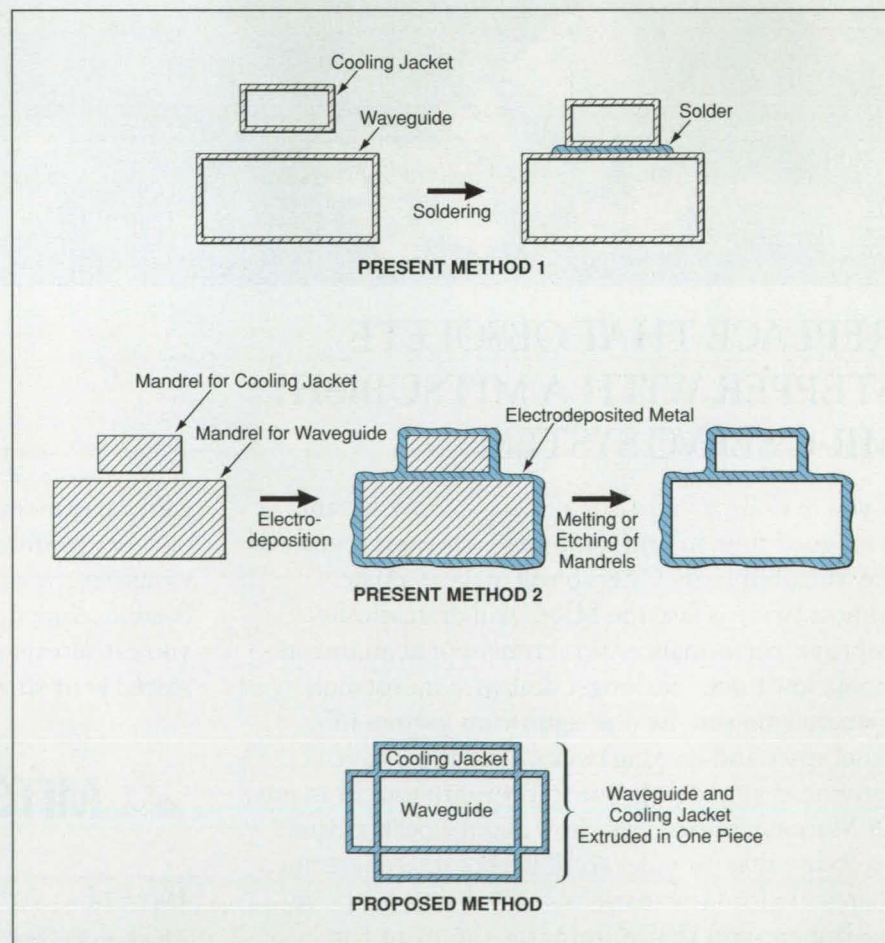 Cooling Jacket
Waveguide
Solder
Soldering
PRESENT METHOD 1
Mandrel for Cooling Jacket
Mandrel for Waveguide
Electrodeposited Metal
Electro-
deposition
Melting or
Etching of
Mandrels
PRESENT METHOD 2
Cooling Jacket
Waveguide
Waveguide and
Cooling Jacket
Extruded in One Piece
PROPOSED METHOD